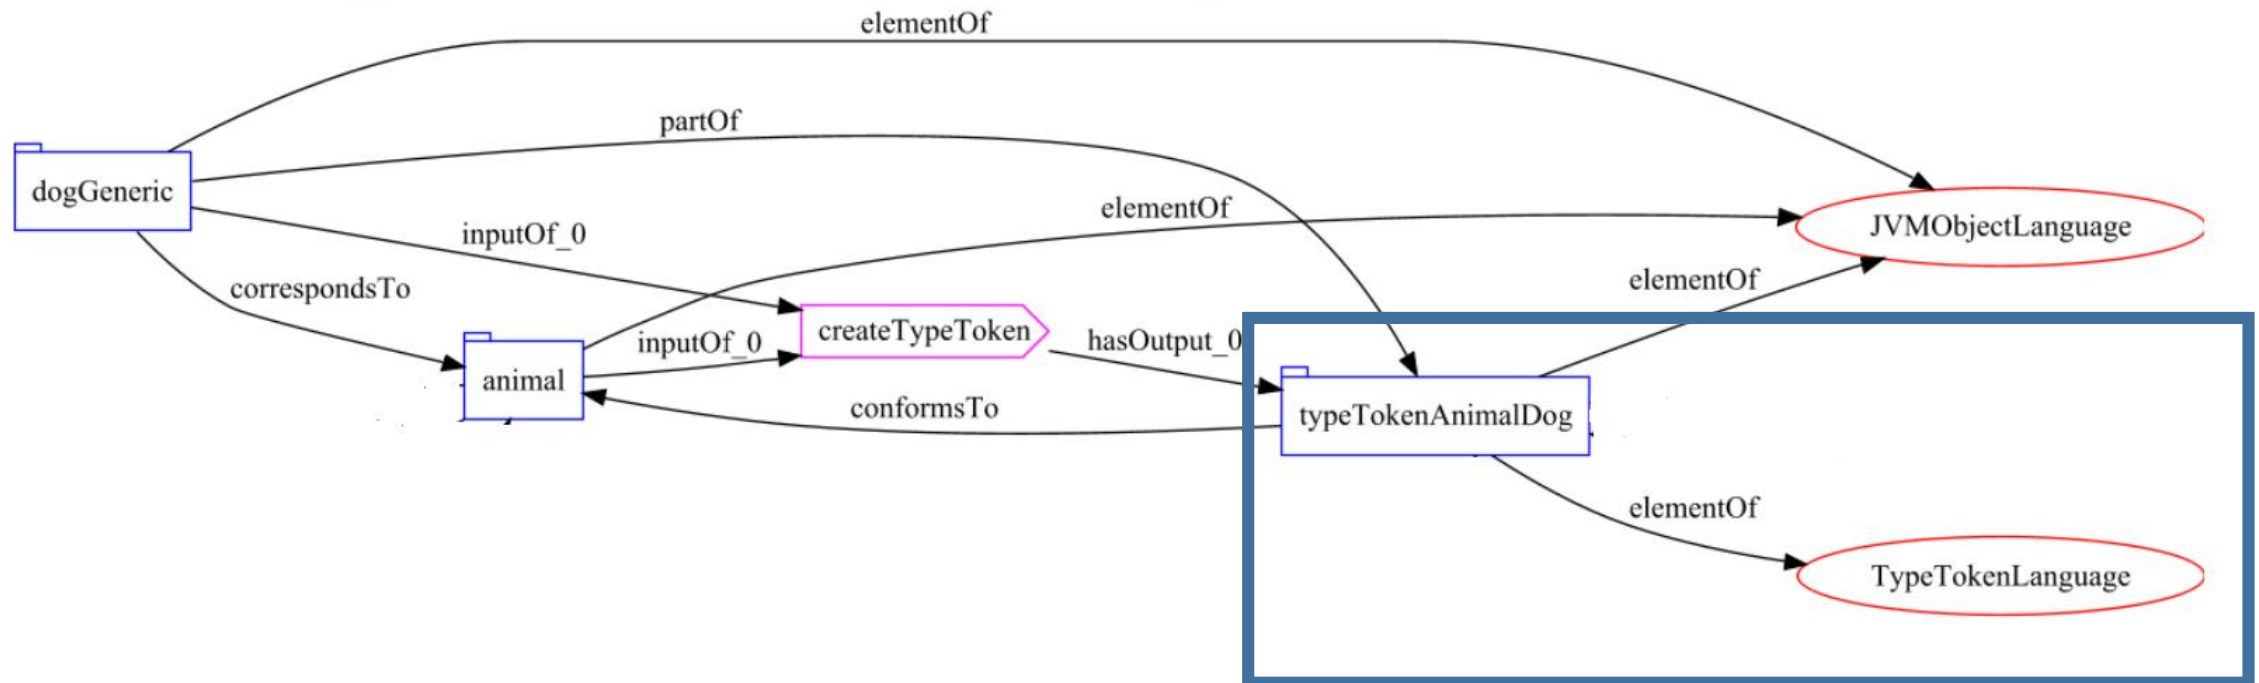 elementOf
partOf
dogGeneric
elementOf
JVMObjectLanguage
inputOf_0
elementOf
correspondsTo
createTypeToken
hasOutput_0
inputOf_0
animal
conformsTo
typeTokenAnimalDog
elementOf
TypeTokenLanguage